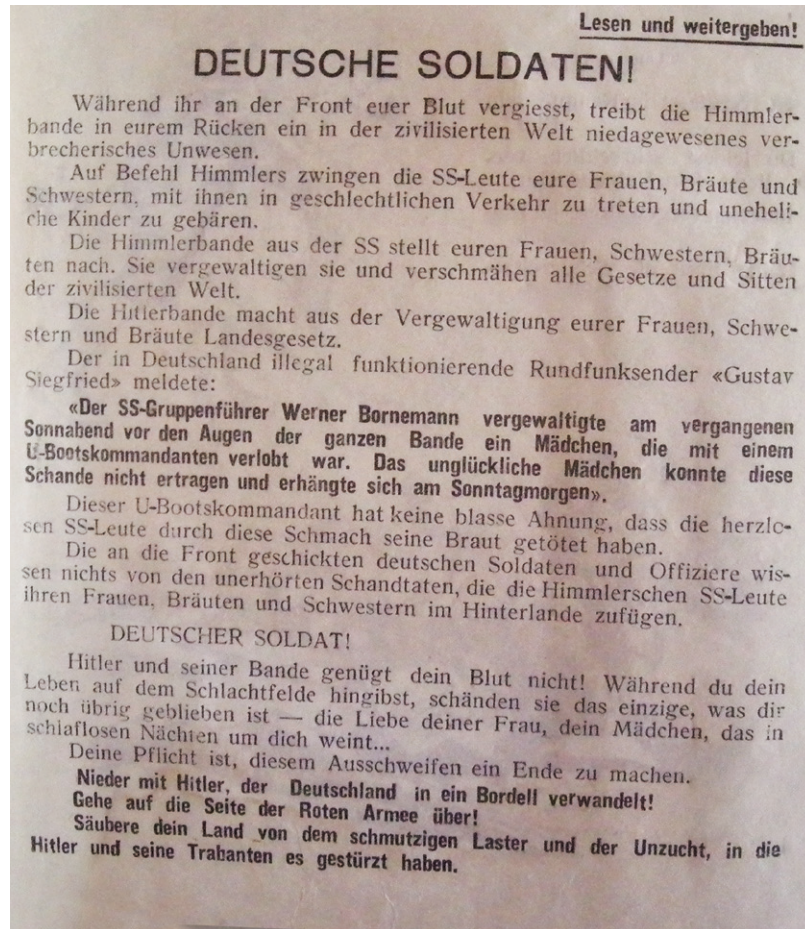 Lesen und weitergeben!
DEUTSCHE SOLDATEN!
Während ihr an der Front euer Blut vergiesst, treibt die Himmler-
bande in eurem Rücken ein in der zivilisierten Welt niedagewesenes ver-
brecherisches Unwesen.
Auf Befehl Himmlers zwingen die SS-Leute eure Frauen, Bräute und
Schwestern, mit ihnen in geschlechtlichen Verkehr zu treten und uneheli-
che Kinder zu gebären.
Die Himmlerbande aus der SS stellt euren Frauen, Schwestern, Bräu-
ten nach. Sie vergewaltigen sie und verschmähen alle Gesetze und Sitten
der zivilisierten Welt.
Die Hitlerbande macht aus der Vergewaltigung eurer Frauen, Schwe-
stern und Bräute Landesgesetz.
Der in Deutschland illegal funktionierende Rundfunksender «Gustav
Siegfried» meldete:
«Der SS-Gruppenführer Werner Bornemann vergewaltigte am vergangenen
Sonnabend vor den Augen der ganzen Bande ein Mädchen, die mit einem
U-Bootskommandanten verlobt war. Das unglückliche Mädchen konnte diese
Schande nicht ertragen und erhängte sich am Sonntagmorgen».
Dieser U-Bootskommandant hat keine blasse Ahnung, dass die herzlo-
sen SS-Leute durch diese Schmach seine Braut getötet haben.
Die an die Front geschickten deutschen Soldaten und Offiziere wis-
sen nichts von den unerhörten Schandtaten, die die Himmlerschen SS-Leute
ihren Frauen, Bräuten und Schwestern im Hinterlande zufügen.
DEUTSCHER SOLDAT!
Hitler und seiner Bande genügt dein Blut nicht! Während du dein
Leben auf dem Schlachtfelde hingibst, schänden sie das einzige, was dir
noch übrig geblieben ist — die Liebe deiner Frau, dein Mädchen, das in
schlaflosen Nächten um dich weint...
Deine Pflicht ist, diesem Ausschweifen ein Ende zu machen.
Nieder mit Hitler, der Deutschland in ein Bordell verwandelt!
Gehe auf die Seite der Roten Armee über!
Säubere dein Land von dem schmutzigen Laster und der Unzucht, in die
Hitler und seine Trabanten es gestürzt haben.